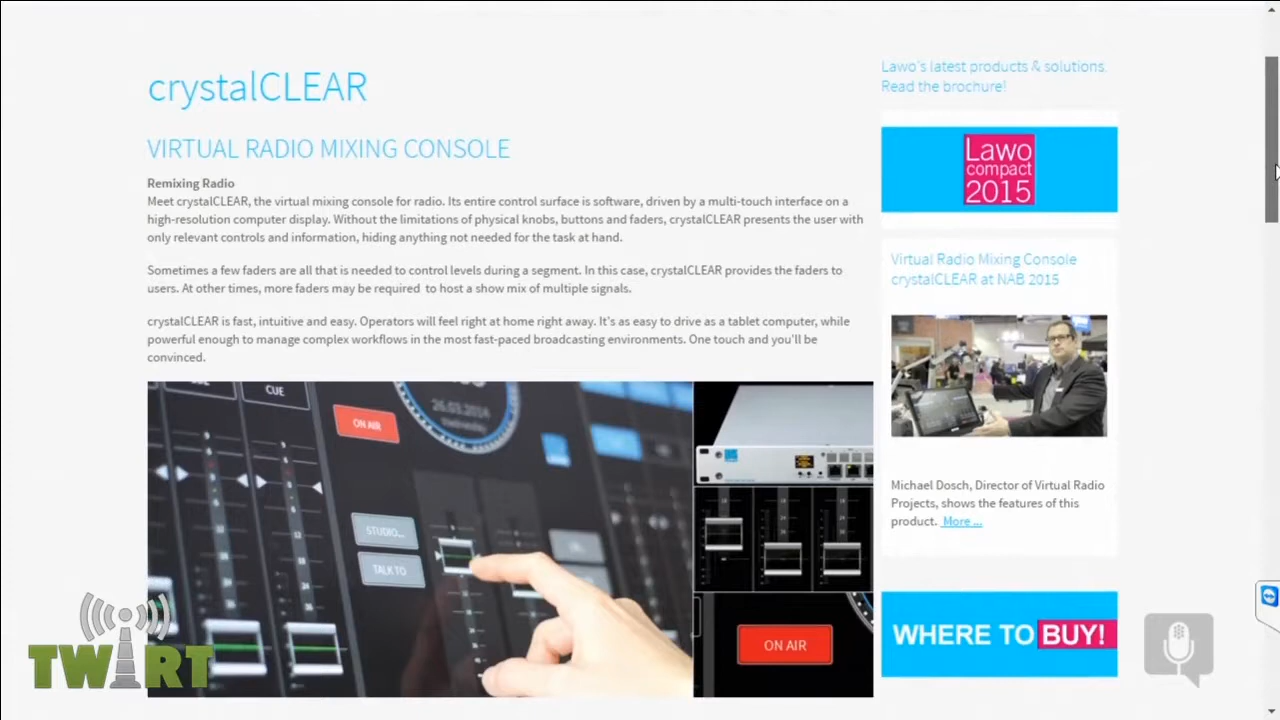 crystalCLEAR
VIRTUAL RADIO MIXING CONSOLE
Remixing Radio
Meet crystalCLEAR, the virtual mixing console for radio. Its entire control surface is software, driven by a multi-touch interface on a
high-resolution computer display. Without the limitations of physical knobs, buttons and faders, crystalCLEAR presents the user with
only relevant controls and information, hiding anything not needed for the task at hand.
Sometimes a few faders are all that is needed to control levels during a segment. In this case, crystalCLEAR provides the faders to
users. At other times, more faders may be required to host a show mix of multiple signals.
crystalCLEAR is fast, intuitive and easy. Operators will feel right at home right away. It's as easy to drive as a tablet computer, while
powerful enough to manage complex workflows in the most fast-paced broadcasting environments. One touch and you'll be
convinced.
CUE
ON AIR
26.03.2014
Wednesday
STUDIO...
TALK TO
ON AIR
TWIRT
Lawo's latest products & solutions.
Read the brochure!
Lawo
compact
2015
Virtual Radio Mixing Console
crystalCLEAR at NAB 2015
Michael Dosch, Director of Virtual Radio
Projects, shows the features of this
product. More ...
WHERE TO BUY!